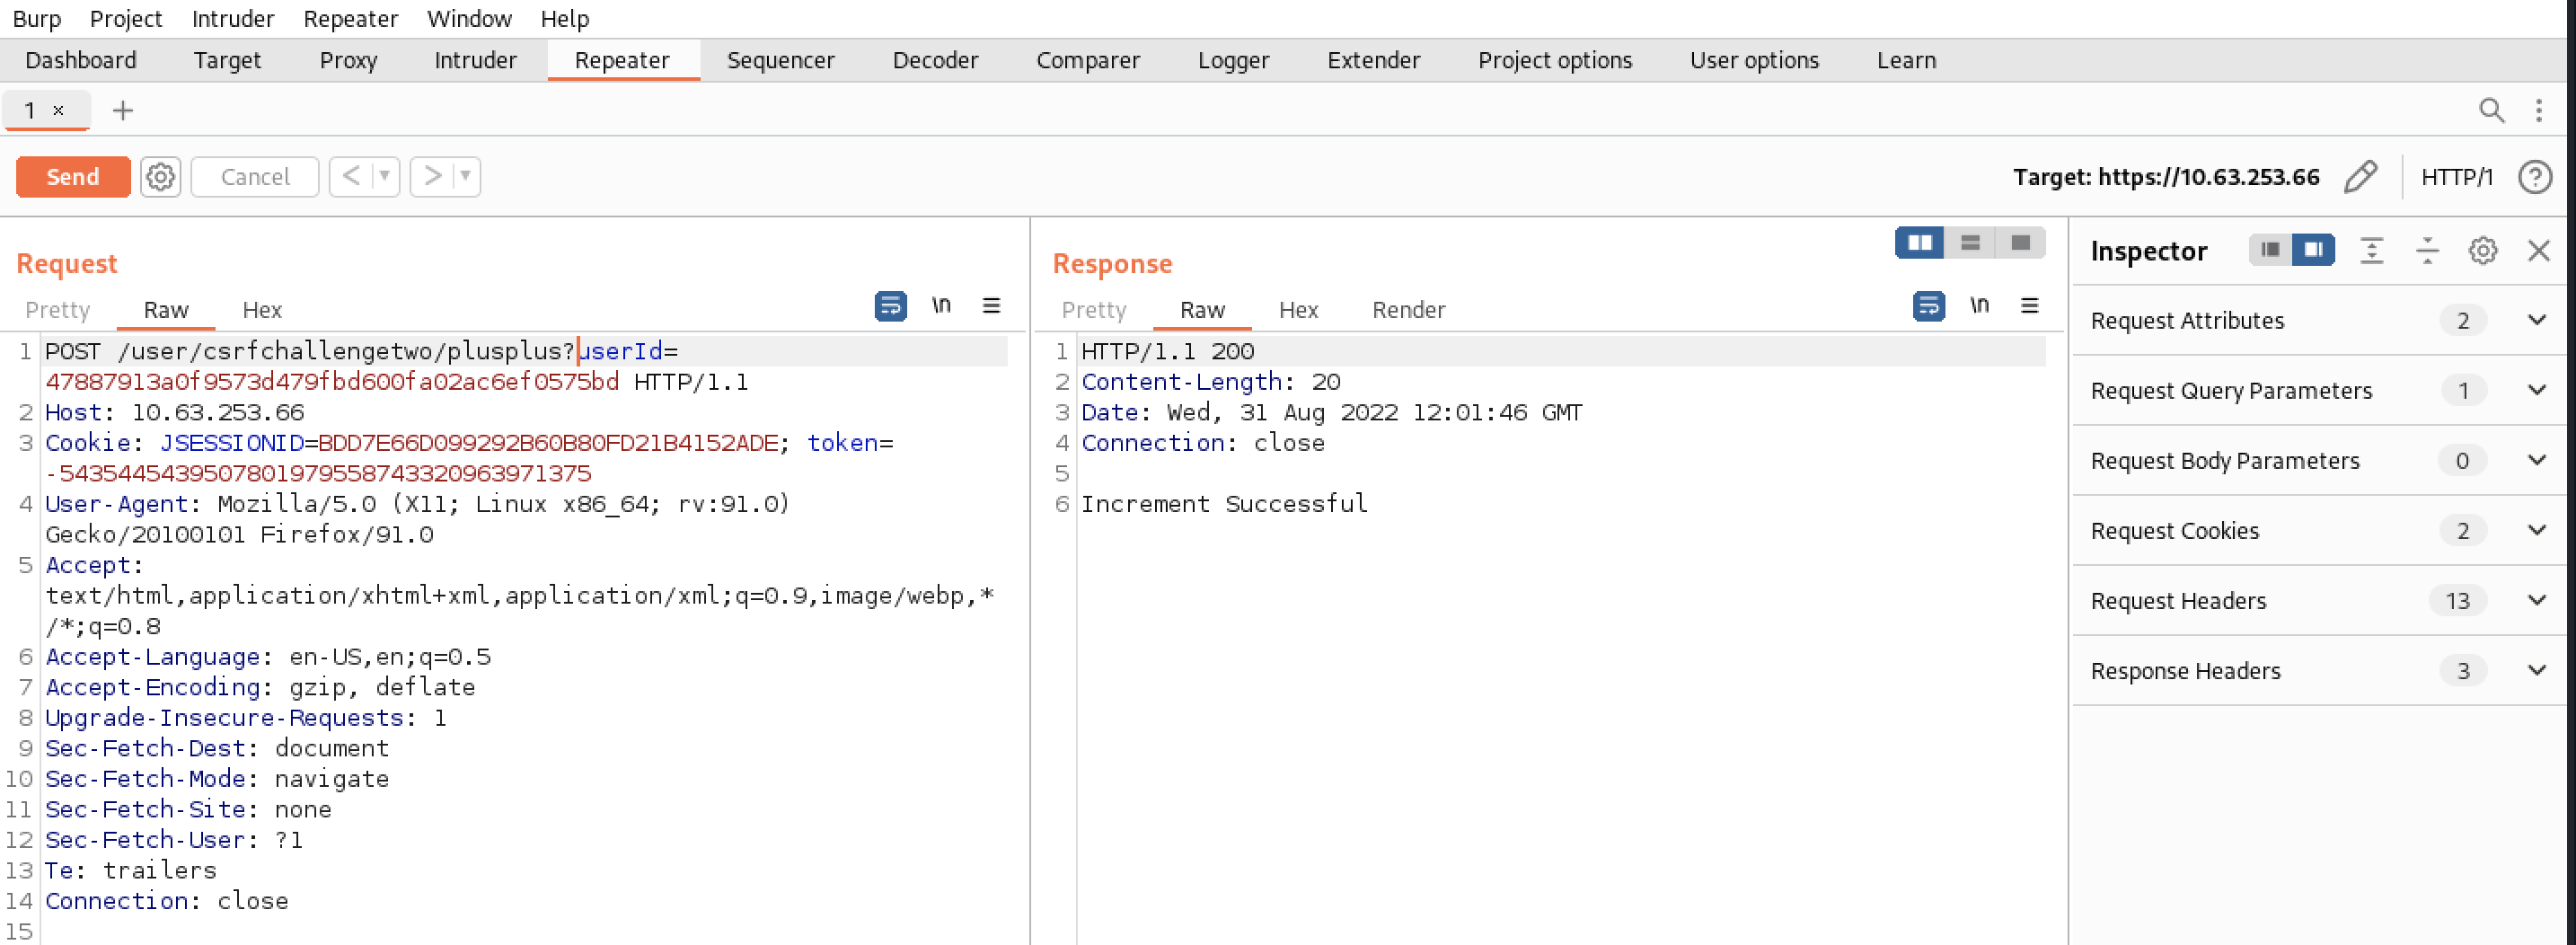 Burp Project Intruder Repeater Window Help
Dashboard Target Proxy Intruder Repeater Sequencer Decoder Comparer Logger Extender Project options User options Learn
1 × +
Send Cancel < > Target: https://10.63.253.66 HTTP/1 ?
Request
Pretty Raw Hex \n
1 POST /user/csrfchallengetwo/plusplus?userId=
47887913a0f9573d479fbd600fa02ac6ef0575bd HTTP/1.1
2 Host: 10.63.253.66
3 Cookie: JSESSIONID=BDD7E66D099292B60B80FD21B4152ADE; token=
-54354454395078019795587433320963971375
4 User-Agent: Mozilla/5.0 (X11; Linux x86_64; rv:91.0)
Gecko/20100101 Firefox/91.0
5 Accept:
text/html,application/xhtml+xml,application/xml;q=0.9,image/webp,*
/*;q=0.8
6 Accept-Language: en-US,en;q=0.5
7 Accept-Encoding: gzip, deflate
8 Upgrade-Insecure-Requests: 1
9 Sec-Fetch-Dest: document
10 Sec-Fetch-Mode: navigate
11 Sec-Fetch-Site: none
12 Sec-Fetch-User: ?1
13 Te: trailers
14 Connection: close
15
Response
Pretty Raw Hex Render \n
1 HTTP/1.1 200
2 Content-Length: 20
3 Date: Wed, 31 Aug 2022 12:01:46 GMT
4 Connection: close
5
6 Increment Successful
Inspector
Request Attributes 2
Request Query Parameters 1
Request Body Parameters 0
Request Cookies 2
Request Headers 13
Response Headers 3